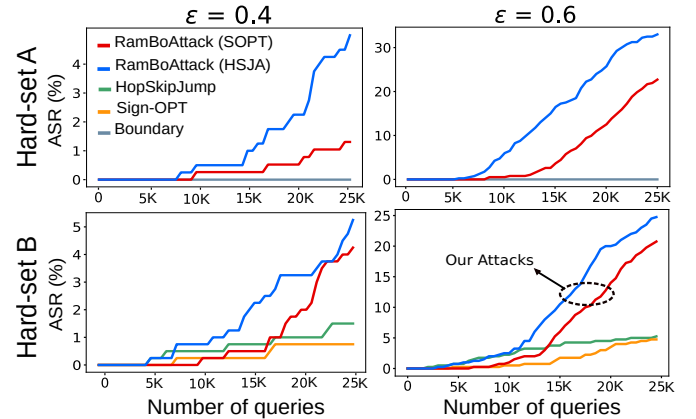 ε = 0.4
ε = 0.6
Hard-set A
ASR (%)
5
4
3
2
1
0
RamBoAttack (SOPT)
RamBoAttack (HSJA)
HopSkipJump
Sign-OPT
Boundary
0 5K 10K 15K 20K 25K
30
20
10
0
0 5K 10K 15K 20K 25K
Hard-set B
ASR (%)
5
4
3
2
1
0
0 5K 10K 15K 20K 25K
Number of queries
25
20
15
10
5
0
Our Attacks
0 5K 10K 15K 20K 25K
Number of queries